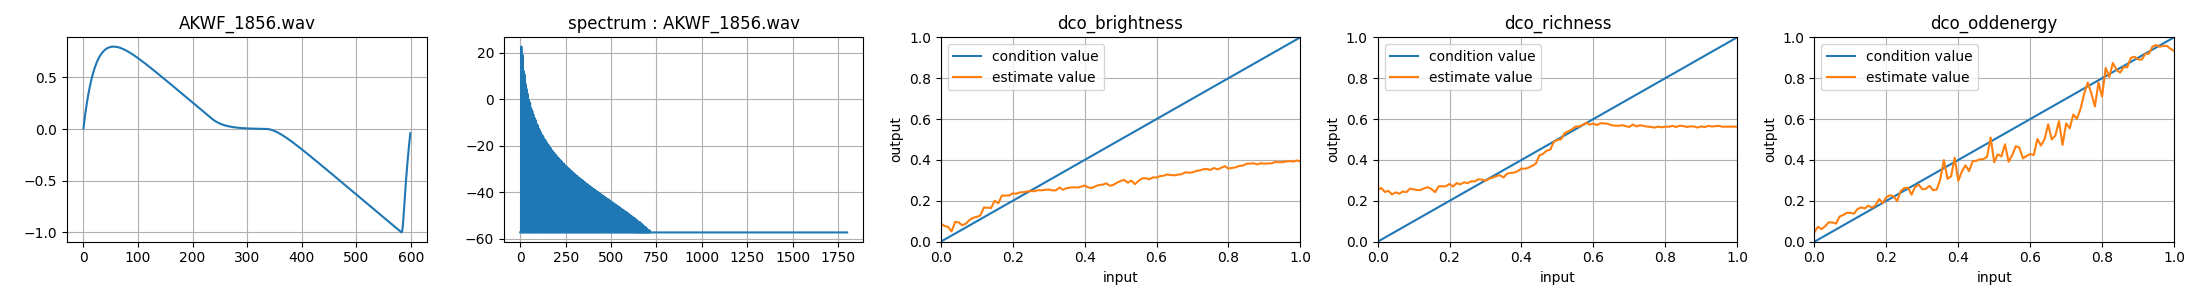 AKWF_1856.wav
0.5
0.0
−0.5
−1.0
0 100 200 300 400 500 600
spectrum : AKWF_1856.wav
20
0
−20
−40
−60
0 250 500 750 1000 1250 1500 1750
dco_brightness
condition value
estimate value
output
1.0
0.8
0.6
0.4
0.2
0.0
0.0 0.2 0.4 0.6 0.8 1.0
input
dco_richness
condition value
estimate value
output
1.0
0.8
0.6
0.4
0.2
0.0
0.0 0.2 0.4 0.6 0.8 1.0
input
dco_oddenergy
condition value
estimate value
output
1.0
0.8
0.6
0.4
0.2
0.0
0.0 0.2 0.4 0.6 0.8 1.0
input